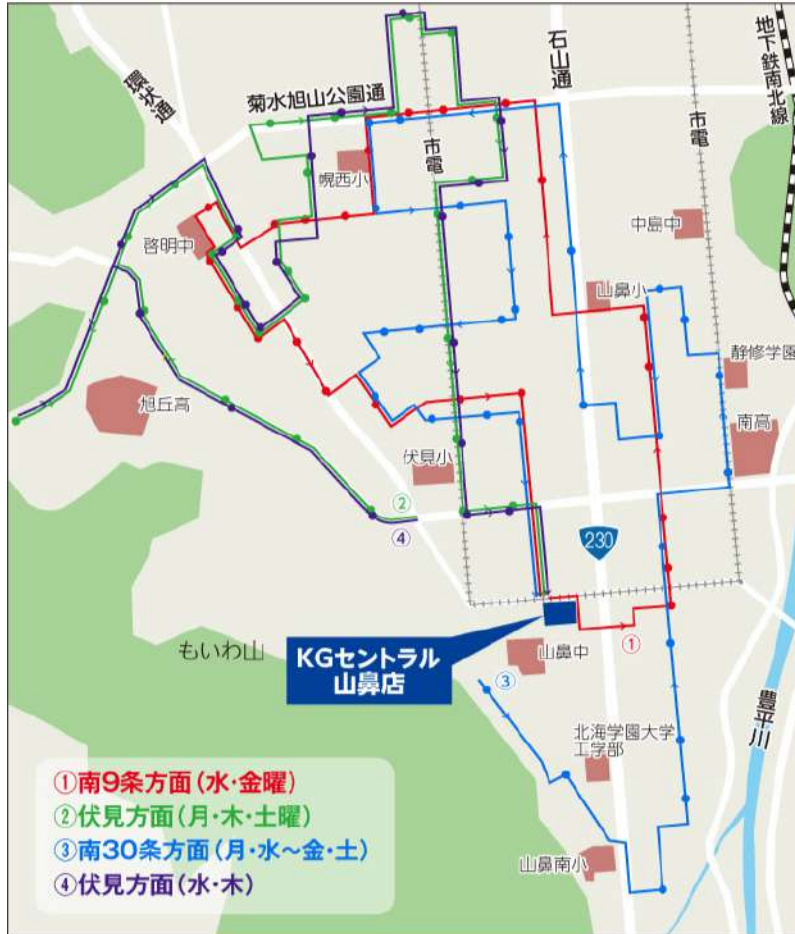 環状通
菊水旭山公園通
市電
石山通
市電
地下鉄南北線
幌西小
中島中
啓明中
山鼻小
静修学園
旭丘高
南高
伏見小
②
④
230
もいわ山
KGセントラル
山鼻店
山鼻中
①
③
豊平川
北海学園大学
工学部
山鼻南小
①南9条方面(水・金曜)
②伏見方面(月・木・土曜)
③南30条方面(月・水～金・土)
④伏見方面(水・木)